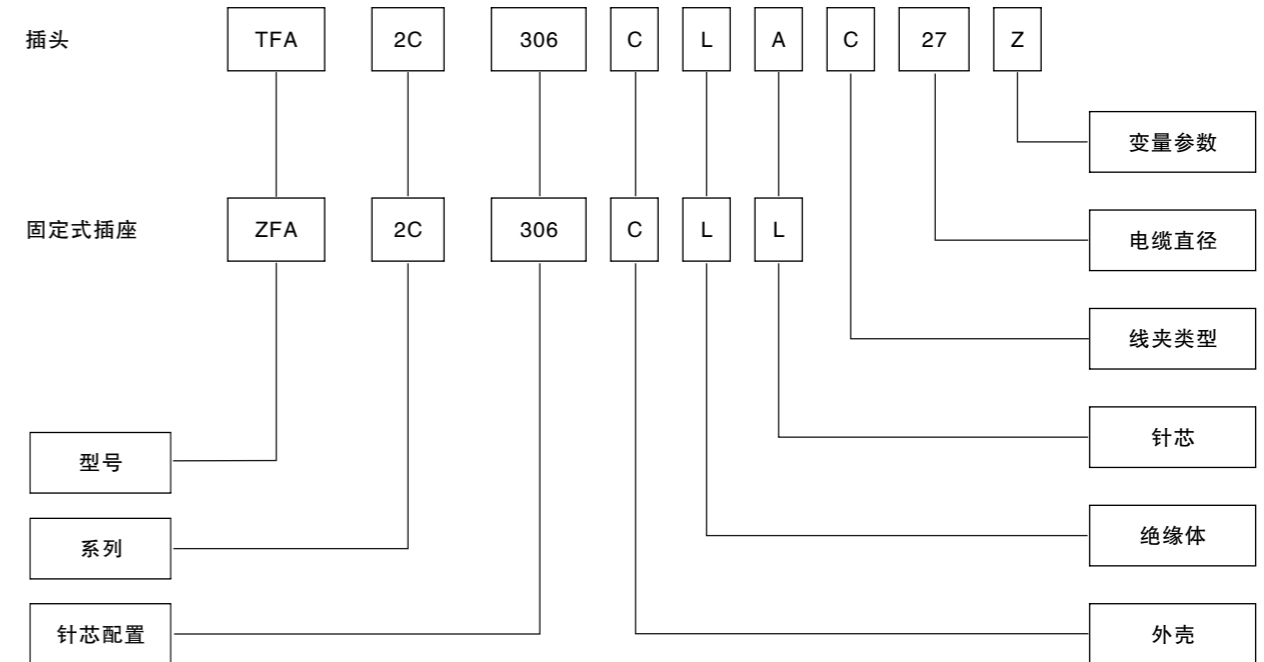 插头 TFA 2C 306 C L A C 27 Z
变量参数
固定式插座 ZFA 2C 306 C L L
电缆直径
线夹类型
针芯
型号
绝缘体
系列
针芯配置
外壳